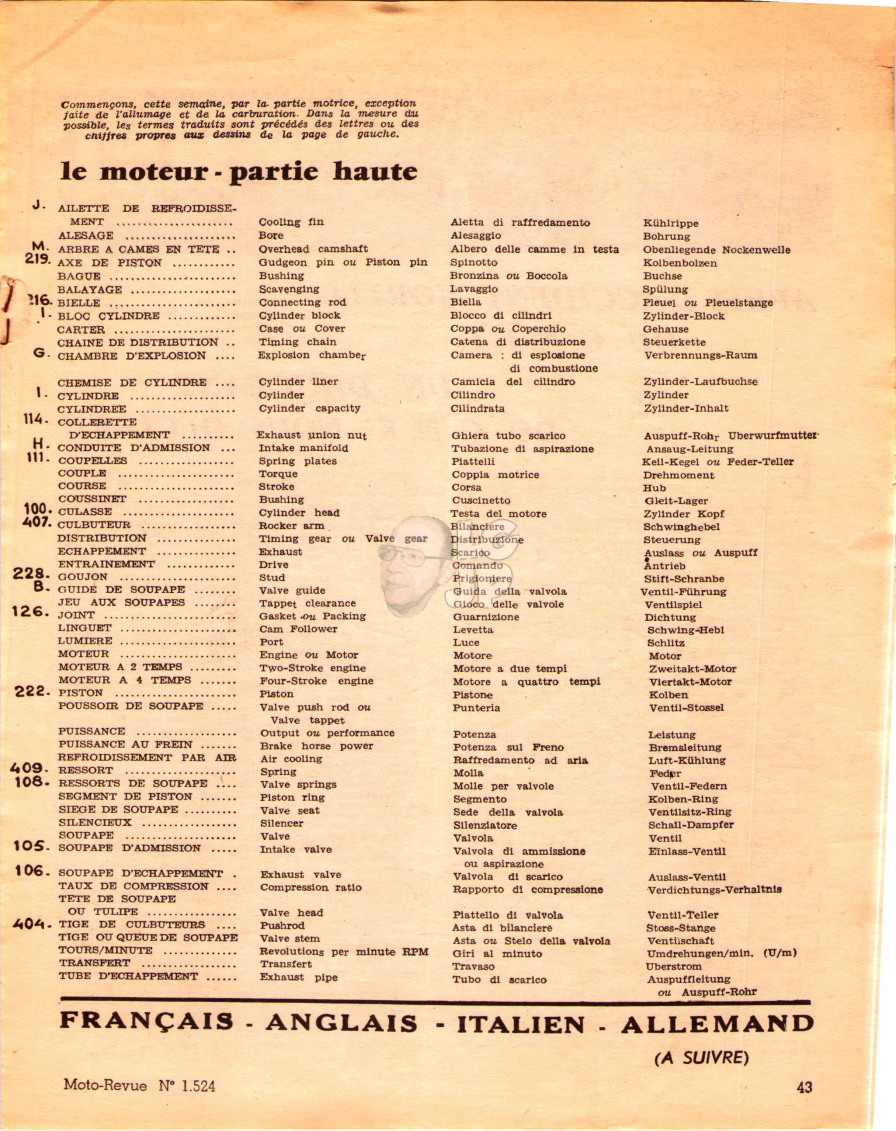 Commençons, cette semaine, par la partie motrice, exception
faite de l'allumage et de la carburation. Dans la mesure du
possible, les termes traduits sont précédés des lettres ou des
chiffres propres aux dessins de la page de gauche.
le moteur - partie haute
J. AILETTE DE REFROIDISSE-
MENT ...................... Cooling fin Aletta di raffredamento Kühlrippe
ALESAGE ..................... Bore Alesaggio Bohrung
M. ARBRE A CAMES EN TETE .. Overhead camshaft Albero delle camme in testa Obenliegende Nockenwelle
219. AXE DE PISTON ............ Gudgeon pin ou Piston pin Spinotto Kolbenbolzen
BAGUE ........................ Bushing Bronzina ou Boccola Buchse
BALAYAGE .................... Scavenging Lavaggio Spülung
216. BIELLE ....................... Connecting rod Biella Pleuel ou Pleuelstange
I. BLOC CYLINDRE ............. Cylinder block Blocco di cilindri Zylinder-Block
CARTER ....................... Case ou Cover Coppa ou Coperchio Gehause
CHAINE DE DISTRIBUTION .. Timing chain Catena di distribuzione Steuerkette
G. CHAMBRE D'EXPLOSION .... Explosion chamber Camera : di esplosione Verbrennungs-Raum
di combustione
CHEMISE DE CYLINDRE .... Cylinder liner Camicia del cilindro Zylinder-Laufbuchse
I. CYLINDRE .................... Cylinder Cilindro Zylinder
CYLINDREE ................... Cylinder capacity Cilindrata Zylinder-Inhalt
114. COLLERETTE
D'ECHAPPEMENT .......... Exhaust union nut Ghiera tubo scarico Auspuff-Rohr Uberwurfmutter
H. CONDUITE D'ADMISSION ... Intake manifold Tubazione di aspirazione Ansaug-Leitung
111. COUPELLES ................... Spring plates Piattelli Keil-Kegel ou Feder-Teller
COUPLE ....................... Torque Coppia motrice Drehmoment
COURSE ....................... Stroke Corsa Hub
COUSSINET ................... Bushing Cuscinetto Gleit-Lager
100. CULASSE ..................... Cylinder head Testa del motore Zylinder Kopf
407. CULBUTEUR .................. Rocker arm Bilanciere Schwinghebel
DISTRIBUTION ............... Timing gear ou Valve gear Distribuzione Steuerung
ECHAPPEMENT ............... Exhaust Scarico Auslass ou Auspuff
ENTRAINEMENT ............. Drive Comando Antrieb
228. GOUJON ...................... Stud Prigioniere Stift-Schranbe
B. GUIDE DE SOUPAPE ........ Valve guide Guida della valvola Ventil-Führung
JEU AUX SOUPAPES ....... Tappet clearance Gioco delle valvole Ventilspiel
126. JOINT ........................ Gasket ou Packing Guarnizione Dichtung
LINGUET ..................... Cam Follower Levetta Schwing-Hebl
LUMIERE ..................... Port Luce Schlitz
MOTEUR ...................... Engine ou Motor Motore Motor
MOTEUR A 2 TEMPS ........ Two-Stroke engine Motore a due tempi Zweitakt-Motor
MOTEUR A 4 TEMPS ....... Four-Stroke engine Motore a quattro tempi Viertakt-Motor
222. PISTON ....................... Piston Pistone Kolben
POUSSOIR DE SOUPAPE ..... Valve push rod ou Punteria Ventil-Stossel
Valve tappet
PUISSANCE ................... Output ou performance Potenza Leistung
PUISSANCE AU FREIN ....... Brake horse power Potenza sul Freno Bremsleitung
REFROIDISSEMENT PAR AIR Air cooling Raffredamento ad aria Luft-Kühlung
409. RESSORT ..................... Spring Molla Feder
108. RESSORTS DE SOUPAPE .... Valve springs Molle per valvole Ventil-Federn
SEGMENT DE PISTON ....... Piston ring Segmento Kolben-Ring
SIEGE DE SOUPAPE .......... Valve seat Sede della valvola Ventilsitz-Ring
SILENCIEUX .................. Silencer Silenziatore Schall-Dampfer
SOUPAPE ..................... Valve Valvola Ventil
105. SOUPAPE D'ADMISSION ..... Intake valve Valvola di ammissione Einlass-Ventil
ou aspirazione
106. SOUPAPE D'ECHAPPEMENT . Exhaust valve Valvola di scarico Auslass-Ventil
TAUX DE COMPRESSION .... Compression ratio Rapporto di compressione Verdichtungs-Verhaltnis
TETE DE SOUPAPE
OU TULIPE ................. Valve head Piattello di valvola Ventil-Teller
404. TIGE DE CULBUTEURS .... Pushrod Asta di bilanciere Stoss-Stange
TIGE OU QUEUE DE SOUPAPE Valve stem Asta ou Stelo della valvola Ventilschaft
TOURS/MINUTE .............. Revolutions per minute RPM Giri al minuto Umdrehungen/min. (U/m)
TRANSFERT .................. Transfert Travaso Uberstrom
TUBE D'ECHAPPEMENT ...... Exhaust pipe Tubo di scarico Auspuffleitung
ou Auspuff-Rohr
FRANÇAIS - ANGLAIS - ITALIEN - ALLEMAND
(A SUIVRE)
Moto-Revue N° 1.524 43